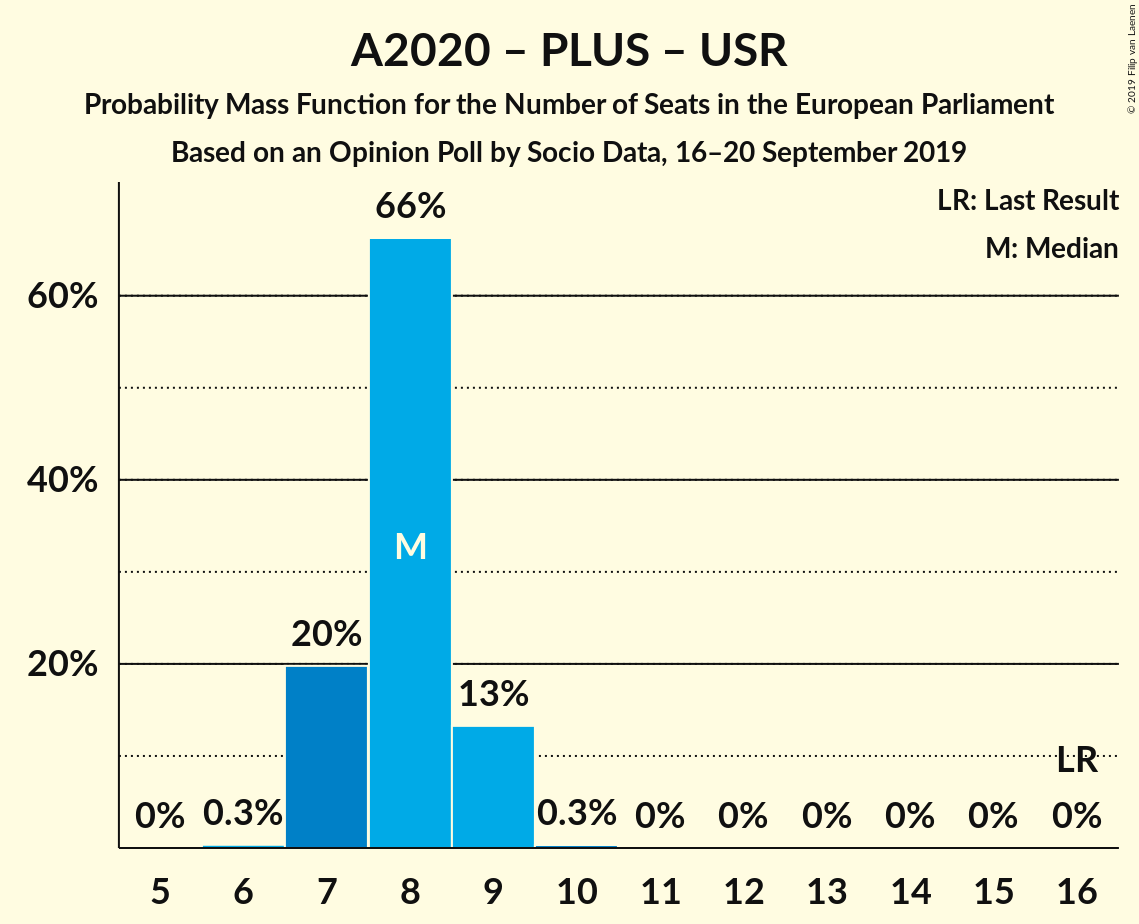 A2020 – PLUS – USR
Probability Mass Function for the Number of Seats in the European Parliament
Based on an Opinion Poll by Socio Data, 16–20 September 2019
© 2019 Filip van Laenen
LR: Last Result
M: Median
60%
40%
20%
0%
0.3%
20%
66%
M
13%
0.3%
0%
0%
0%
0%
0%
LR
0%
5 6 7 8 9 10 11 12 13 14 15 16